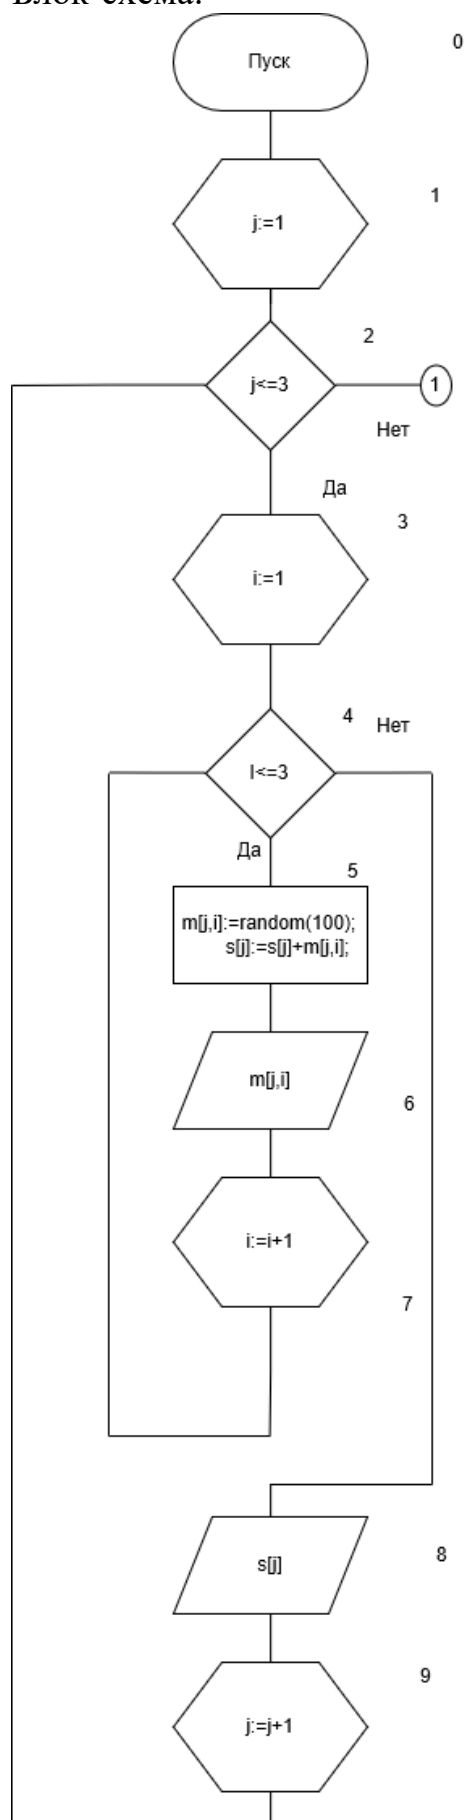 Блок-схема:
0
Пуск
1
j:=1
2
j<=3
1
Нет
Да
3
i:=1
4
Нет
I<=3
Да
5
m[j,i]:=random(100);
s[j]:=s[j]+m[j,i];
m[j,i]
6
i:=i+1
7
8
s[j]
9
j:=j+1